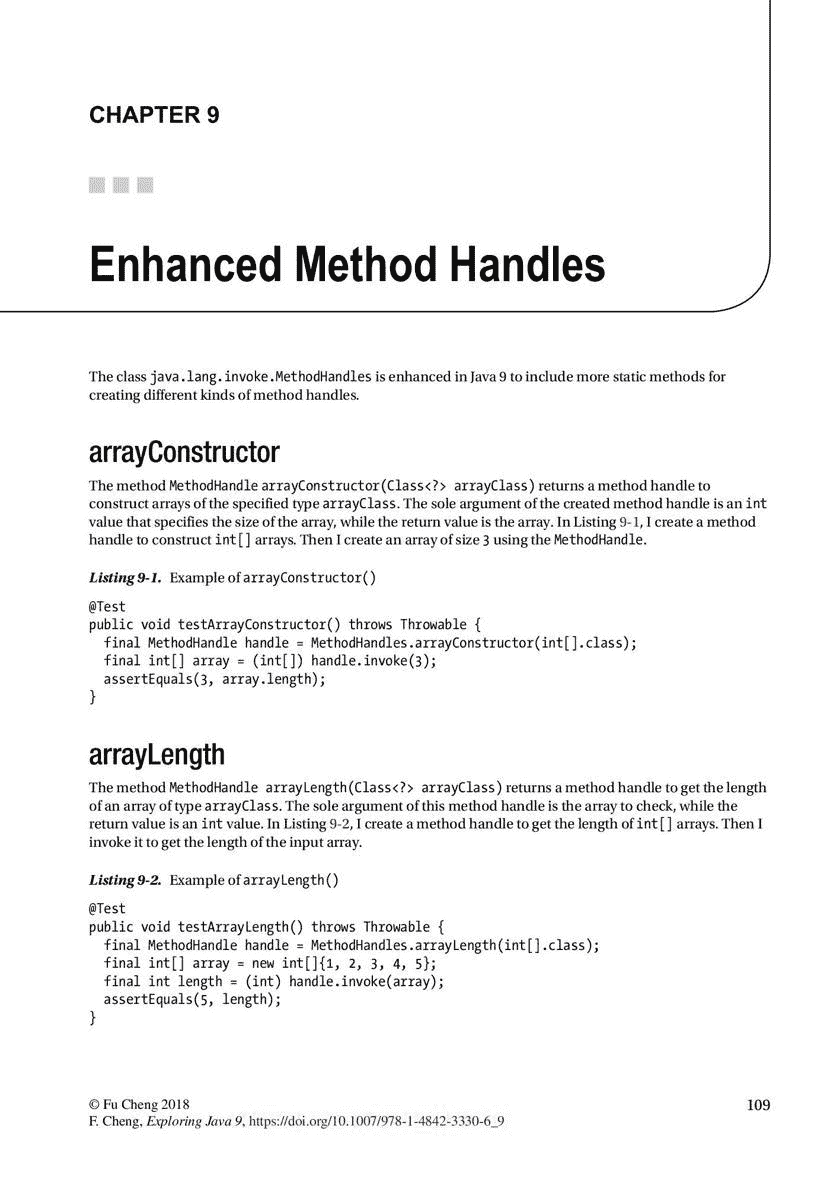 CHAPTER 9
Enhanced Method Handles
The class java.lang.invoke.MethodHandles is enhanced in Java 9 to include more static methods for
creating different kinds of method handles.
arrayConstructor
The method MethodHandle arrayConstructor(Class<?> arrayClass) returns a method handle to
construct arrays of the specified type arrayClass. The sole argument of the created method handle is an int
value that specifies the size of the array, while the return value is the array. In Listing 9-1, I create a method
handle to construct int[] arrays. Then I create an array of size 3 using the MethodHandle.
Listing 9-1. Example of arrayConstructor()
@Test
public void testArrayConstructor() throws Throwable {
  final MethodHandle handle = MethodHandles.arrayConstructor(int[].class);
  final int[] array = (int[]) handle.invoke(3);
  assertEquals(3, array.length);
}
arrayLength
The method MethodHandle arrayLength(Class<?> arrayClass) returns a method handle to get the length
of an array of type arrayClass. The sole argument of this method handle is the array to check, while the
return value is an int value. In Listing 9-2, I create a method handle to get the length of int[] arrays. Then I
invoke it to get the length of the input array.
Listing 9-2. Example of arrayLength()
@Test
public void testArrayLength() throws Throwable {
  final MethodHandle handle = MethodHandles.arrayLength(int[].class);
  final int[] array = new int[]{1, 2, 3, 4, 5};
  final int length = (int) handle.invoke(array);
  assertEquals(5, length);
}
© Fu Cheng 2018
109
F. Cheng, Exploring Java 9, https://doi.org/10.1007/978-1-4842-3330-6_9